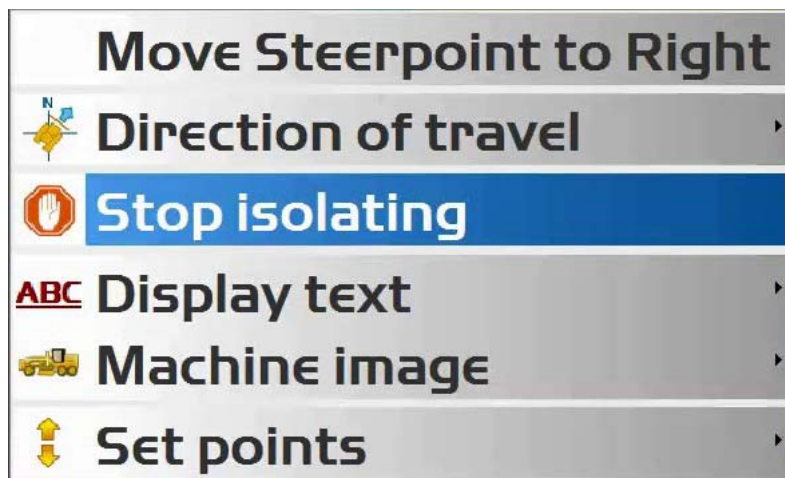 Move Steerpoint to Right
N
Direction of travel
Stop isolating
ABC Display text
Machine image
Set points